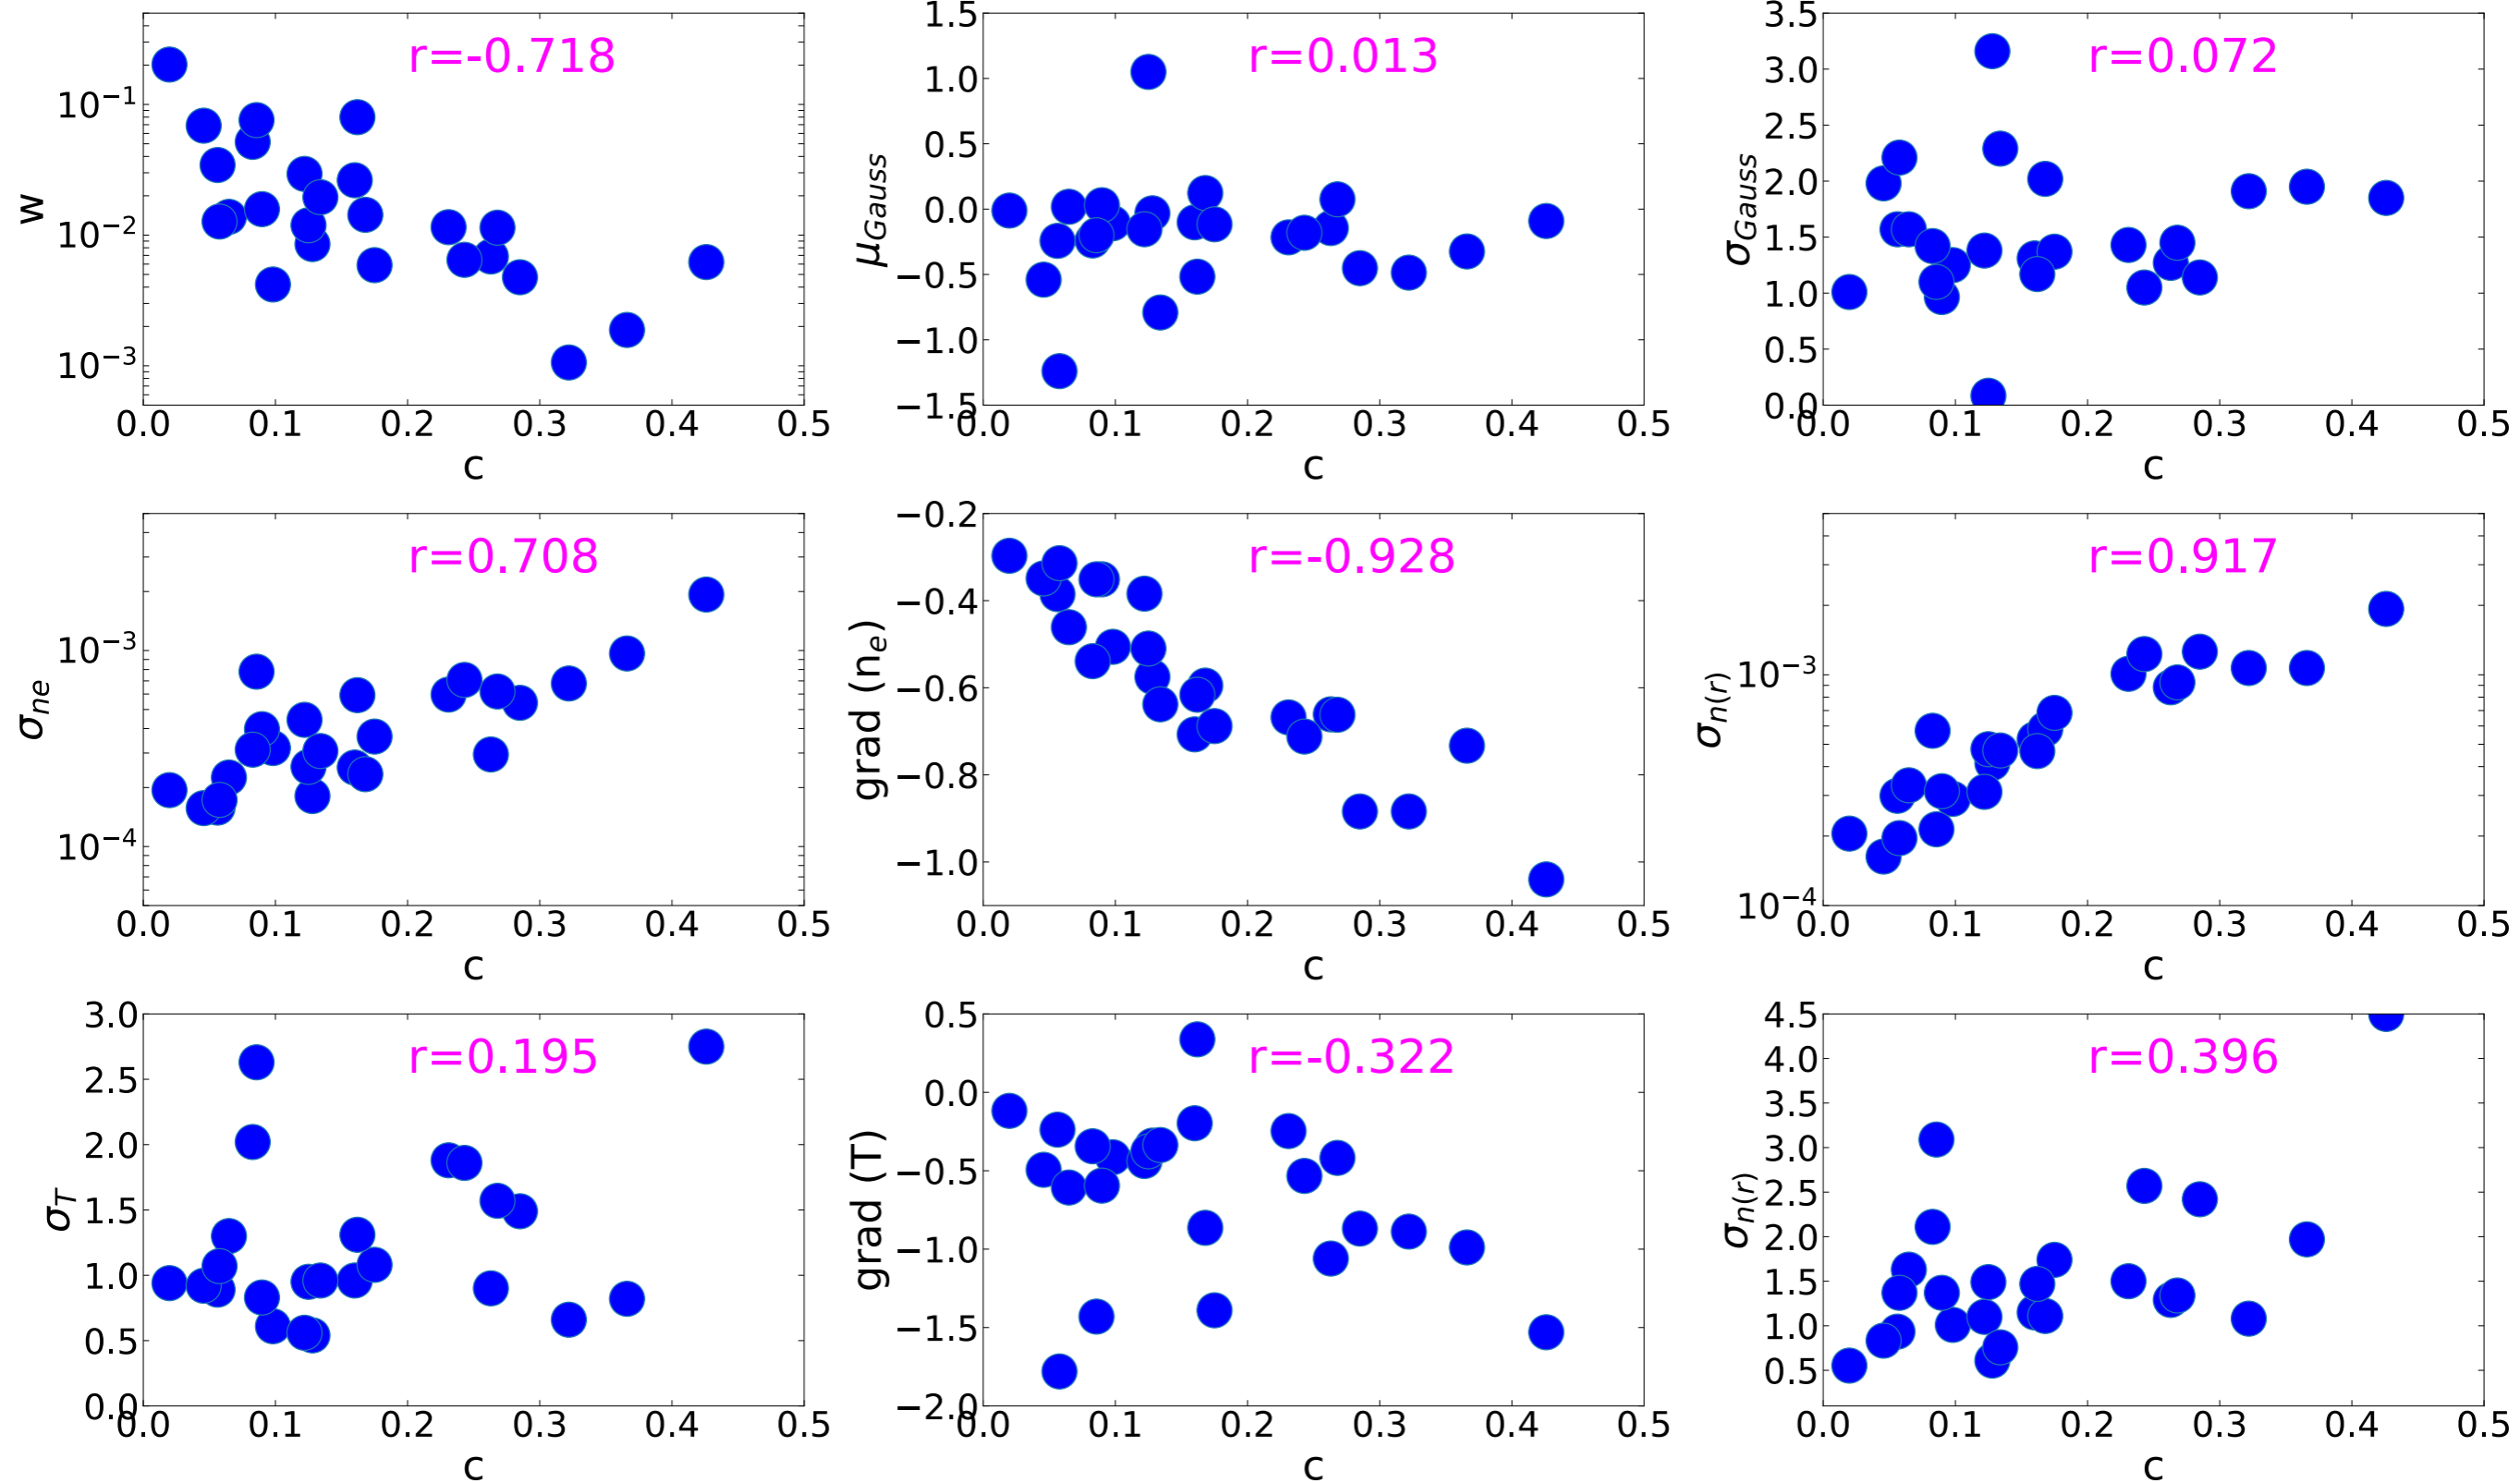 r=-0.718
w
10⁻¹
10⁻²
10⁻³
0.0 0.1 0.2 0.3 0.4 0.5
c
r=0.013
μ_Gauss
1.5
1.0
0.5
0.0
−0.5
−1.0
−1.5
0.0 0.1 0.2 0.3 0.4 0.5
c
r=0.072
σ_Gauss
3.5
3.0
2.5
2.0
1.5
1.0
0.5
0.0
0.0 0.1 0.2 0.3 0.4 0.5
c
r=0.708
σ_ne
10⁻³
10⁻⁴
0.0 0.1 0.2 0.3 0.4 0.5
c
r=-0.928
grad (n_e)
−0.2
−0.4
−0.6
−0.8
−1.0
0.0 0.1 0.2 0.3 0.4 0.5
c
r=0.917
σ_n(r)
10⁻³
10⁻⁴
0.0 0.1 0.2 0.3 0.4 0.5
c
r=0.195
σ_T
3.0
2.5
2.0
1.5
1.0
0.5
0.0
0.0 0.1 0.2 0.3 0.4 0.5
c
r=-0.322
grad (T)
0.5
0.0
−0.5
−1.0
−1.5
−2.0
0.0 0.1 0.2 0.3 0.4 0.5
c
r=0.396
σ_n(r)
4.5
4.0
3.5
3.0
2.5
2.0
1.5
1.0
0.5
0.0 0.1 0.2 0.3 0.4 0.5
c